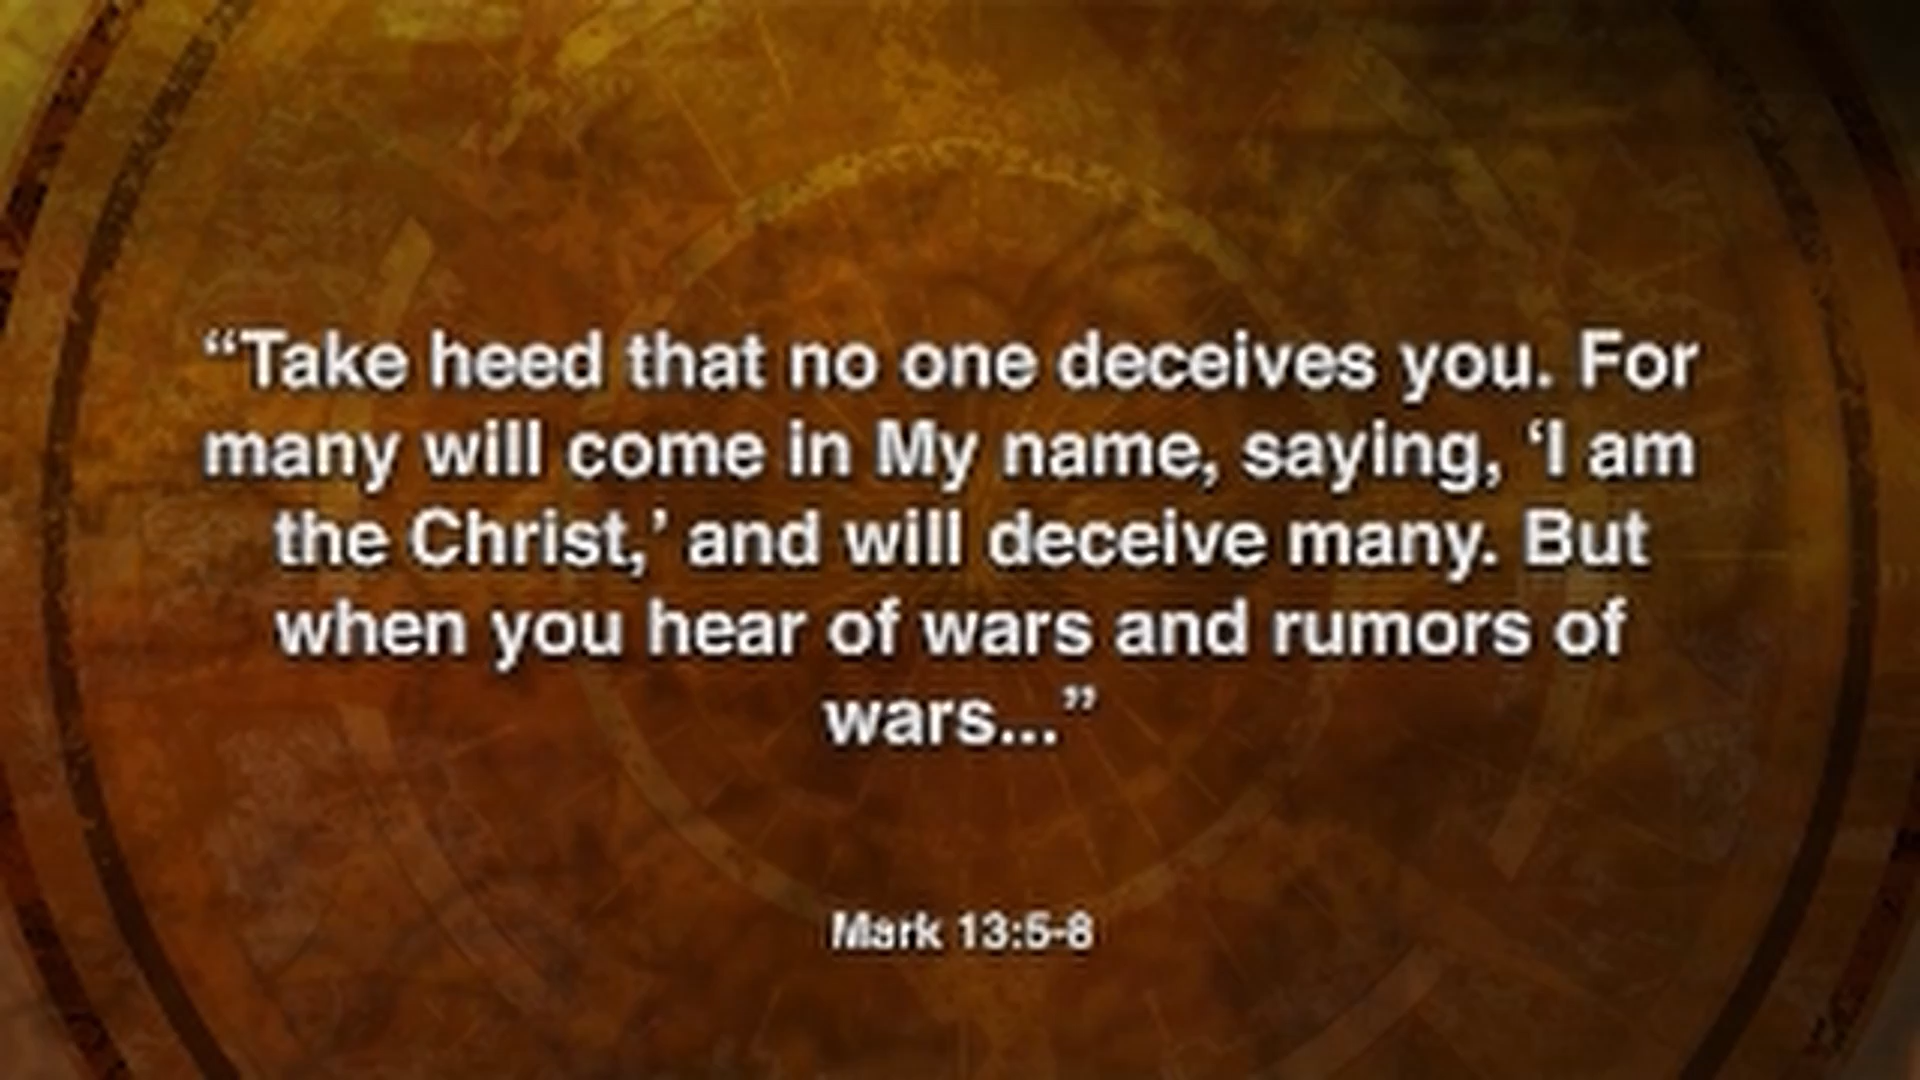 “Take heed that no one deceives you. For
many will come in My name, saying, ‘I am
the Christ,’ and will deceive many. But
when you hear of wars and rumors of
wars...”
Mark 13:5-8